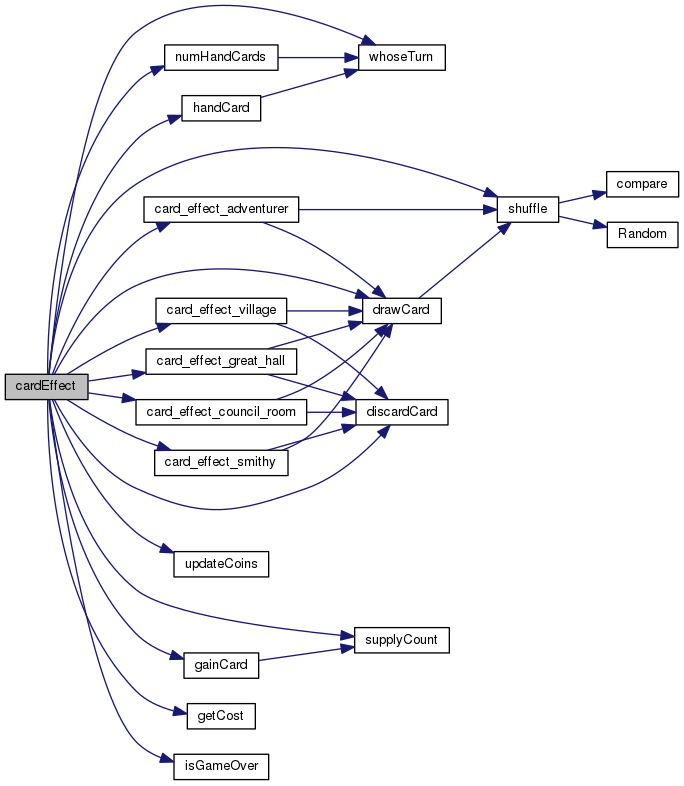 whoseTurn
numHandCards
handCard
compare
card_effect_adventurer
shuffle
Random
card_effect_village
drawCard
card_effect_great_hall
cardEffect
card_effect_council_room
discardCard
card_effect_smithy
updateCoins
supplyCount
gainCard
getCost
isGameOver